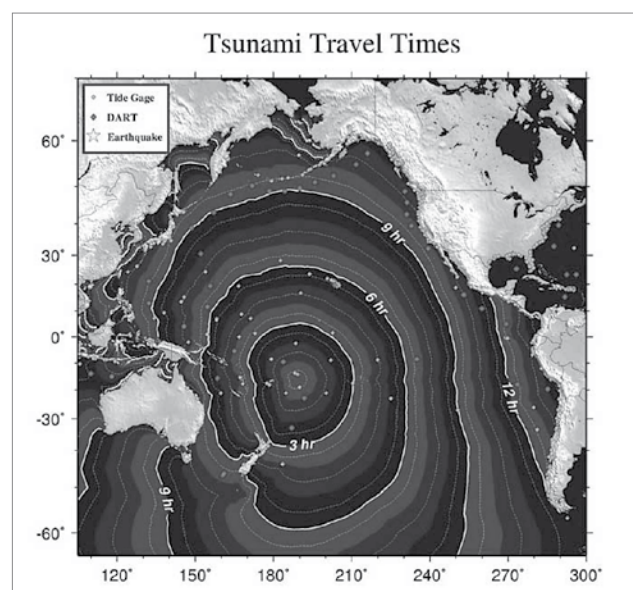 Tsunami Travel Times
Tide Gage
DART
Earthquake
60°
30°
0°
-30°
-60°
9 hr
6 hr
3 hr
12 hr
9 hr
120° 150° 180° 210° 240° 270° 300°